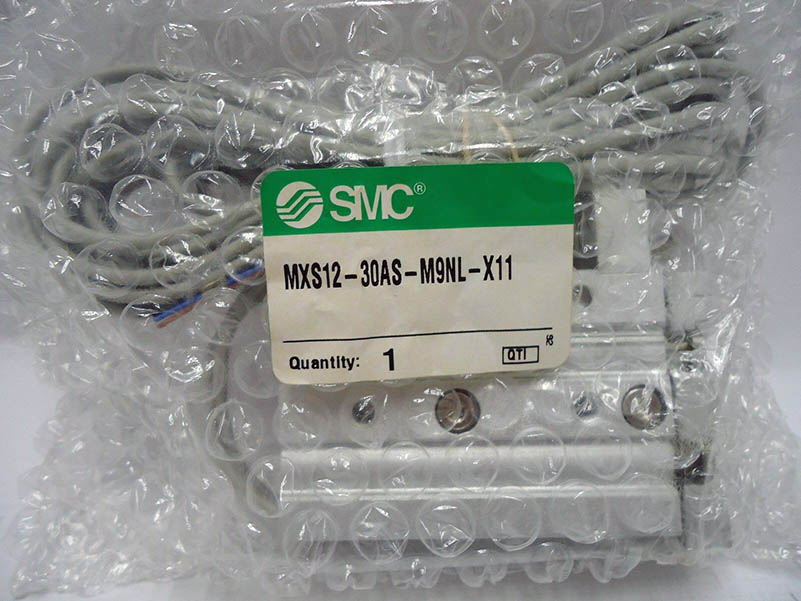 SMC®
MXS12-30AS-M9NL-X11
Quantity: 1
QTI